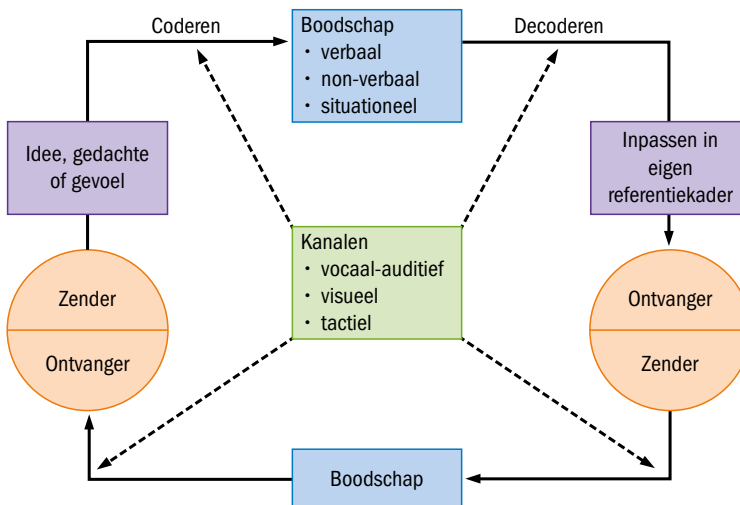 Coderen
Boodschap
· verbaal
· non-verbaal
· situationeel
Decoderen
Idee, gedachte
of gevoel
Inpassen in
eigen
referentiekader
Kanalen
· vocaal-auditief
· visueel
· tactiel
Zender
Ontvanger
Ontvanger
Zender
Boodschap